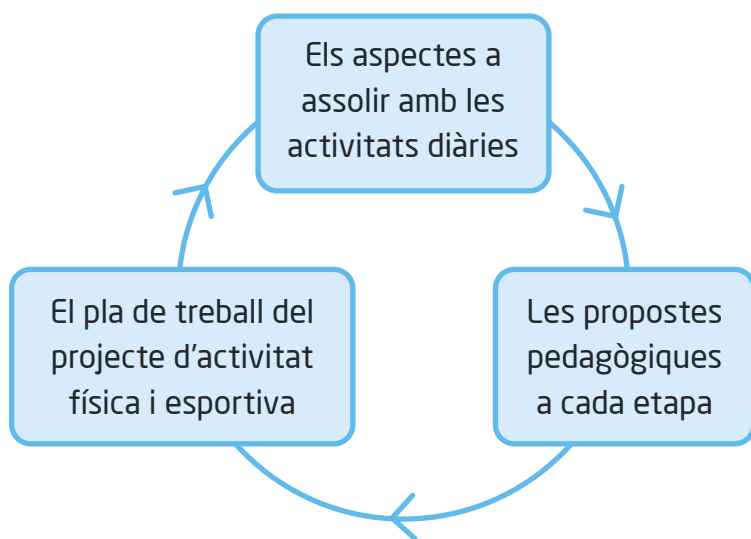 Els aspectes a
assolir amb les
activitats diàries
El pla de treball del
projecte d’activitat
física i esportiva
Les propostes
pedagògiques
a cada etapa